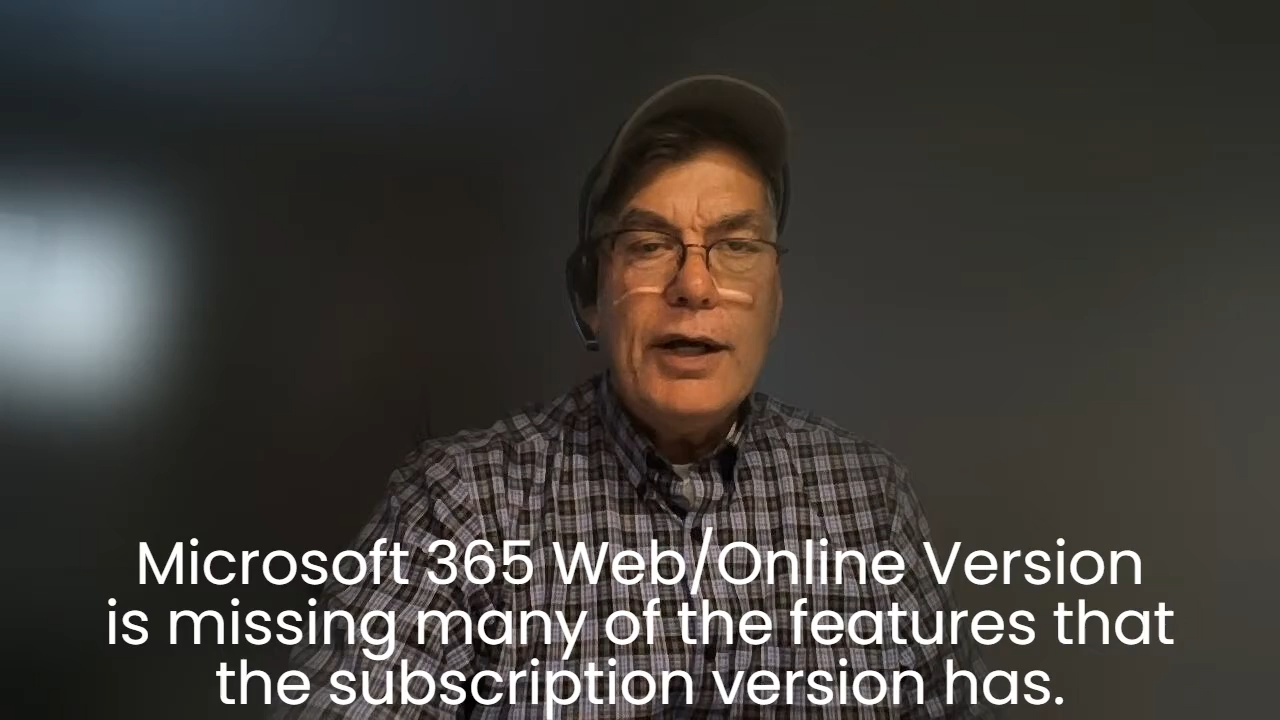 Microsoft 365 Web/Online Version
is missing many of the features that
the subscription version has.